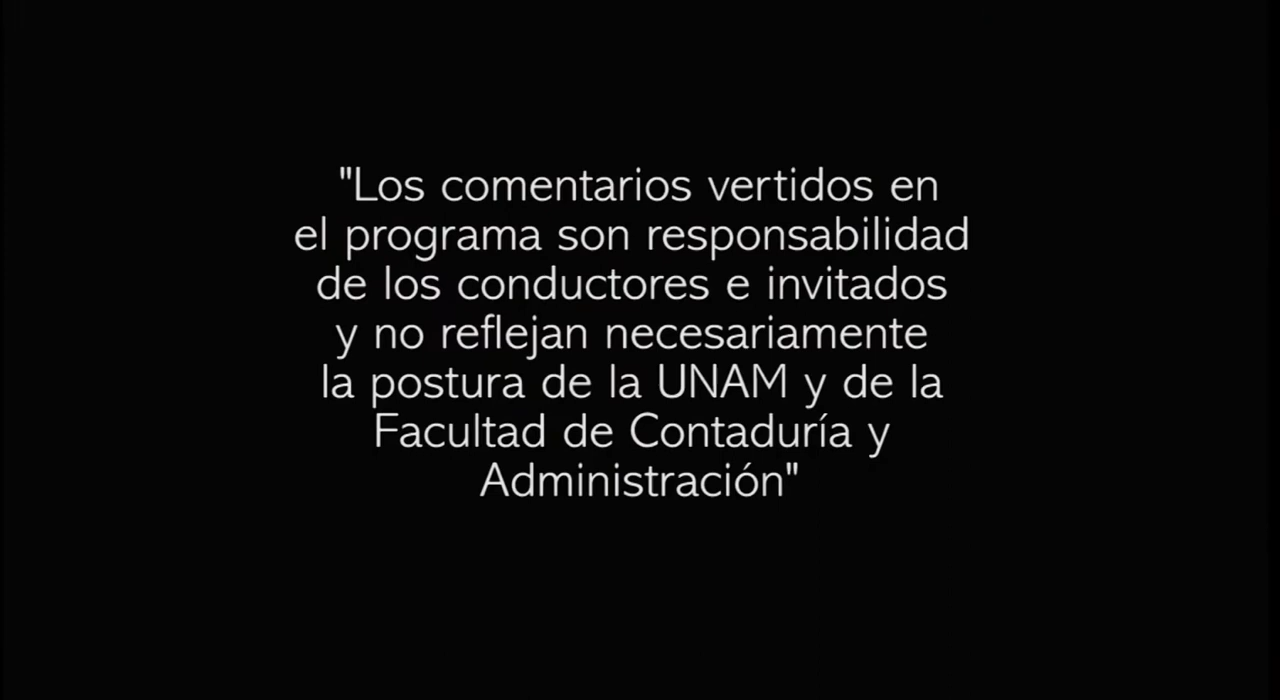 "Los comentarios vertidos en
el programa son responsabilidad
de los conductores e invitados
y no reflejan necesariamente
la postura de la UNAM y de la
Facultad de Contaduría y
Administración"